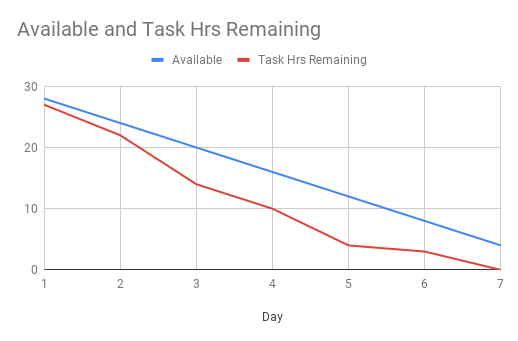 Available and Task Hrs Remaining
Available Task Hrs Remaining
30
20
10
0
1 2 3 4 5 6 7
Day